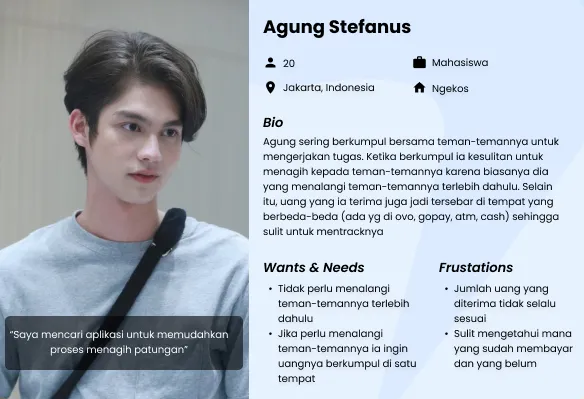 Agung Stefanus
20
Mahasiswa
Jakarta, Indonesia
Ngekos
Bio
Agung sering berkumpul bersama teman-temannya untuk
mengerjakan tugas. Ketika berkumpul ia kesulitan untuk
menagih kepada teman-temannya karena biasanya dia
yang menalangi teman-temannya terlebih dahulu. Selain
itu, uang yang ia terima juga jadi tersebar di tempat yang
berbeda-beda (ada yg di ovo, gopay, atm, cash) sehingga
sulit untuk mentracknya
Wants & Needs
• Tidak perlu menalangi
teman-temannya terlebih
dahulu
• Jika perlu menalangi
teman-temannya ia ingin
uangnya berkumpul di satu
tempat
Frustations
• Jumlah uang yang
diterima tidak selalu
sesuai
• Sulit mengetahui mana
yang sudah membayar
dan yang belum
“Saya mencari aplikasi untuk memudahkan
proses menagih patungan”